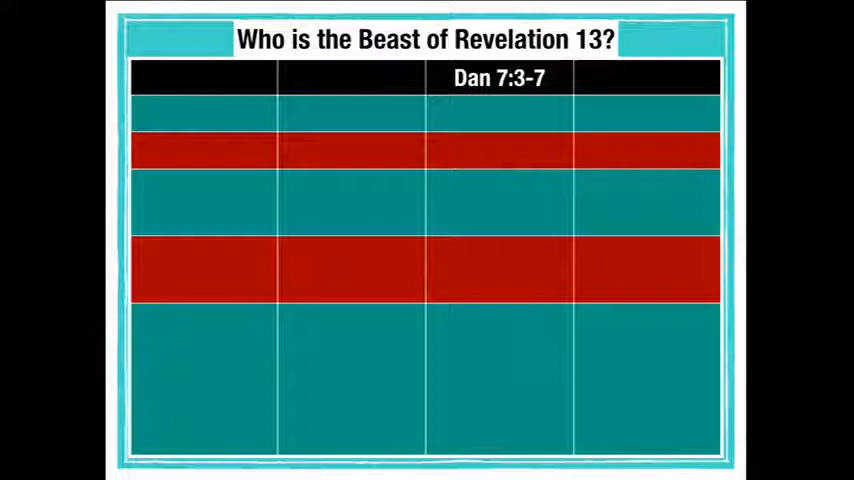 Who is the Beast of Revelation 13?
Dan 7:3-7